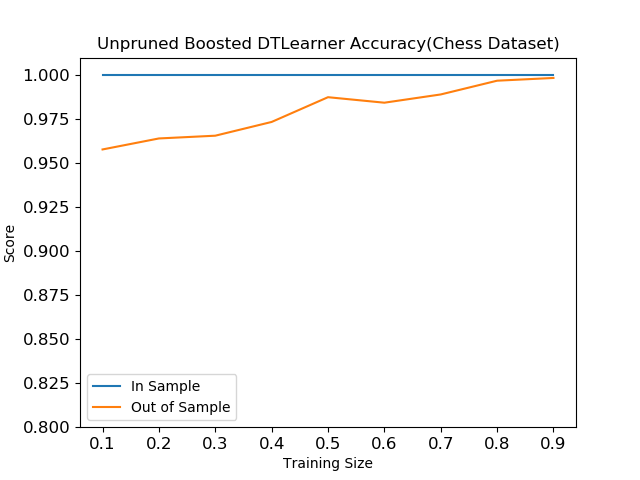 Unpruned Boosted DTLearner Accuracy(Chess Dataset)
1.000
0.975
0.950
0.925
0.900
0.875
0.850
0.825
0.800
Score
In Sample
Out of Sample
0.1 0.2 0.3 0.4 0.5 0.6 0.7 0.8 0.9
Training Size